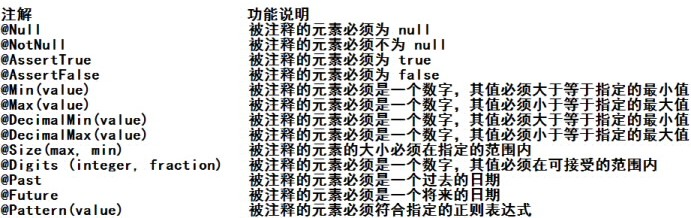 注解 功能说明
@Null 被注释的元素必须为 null
@NotNull 被注释的元素必须不为 null
@AssertTrue 被注释的元素必须为 true
@AssertFalse 被注释的元素必须为 false
@Min(value) 被注释的元素必须是一个数字，其值必须大于等于指定的最小值
@Max(value) 被注释的元素必须是一个数字，其值必须小于等于指定的最大值
@DecimalMin(value) 被注释的元素必须是一个数字，其值必须大于等于指定的最小值
@DecimalMax(value) 被注释的元素必须是一个数字，其值必须小于等于指定的最大值
@Size(max, min) 被注释的元素的大小必须在指定的范围内
@Digits (integer, fraction) 被注释的元素必须是一个数字，其值必须在可接受的范围内
@Past 被注释的元素必须是一个过去的日期
@Future 被注释的元素必须是一个将来的日期
@Pattern(value) 被注释的元素必须符合指定的正则表达式